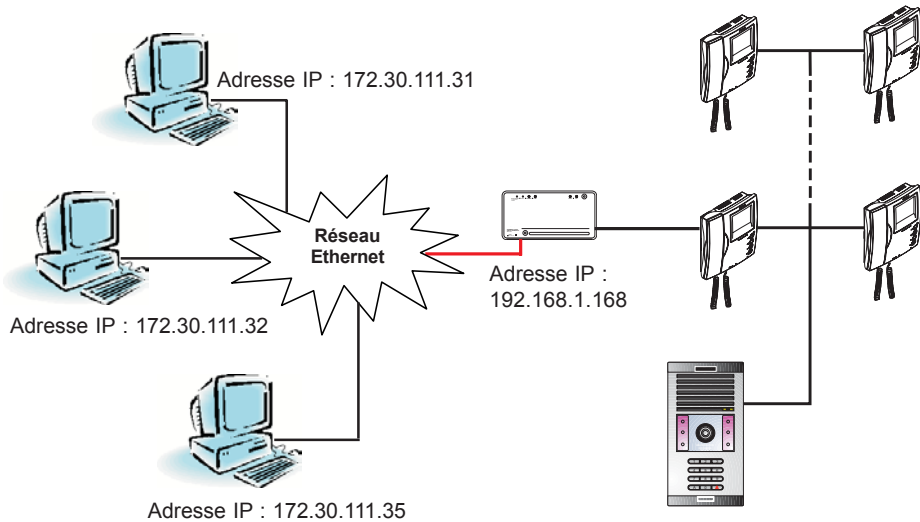 Adresse IP : 172.30.111.31
Réseau
Ethernet
Adresse IP :
192.168.1.168
Adresse IP : 172.30.111.32
Adresse IP : 172.30.111.35